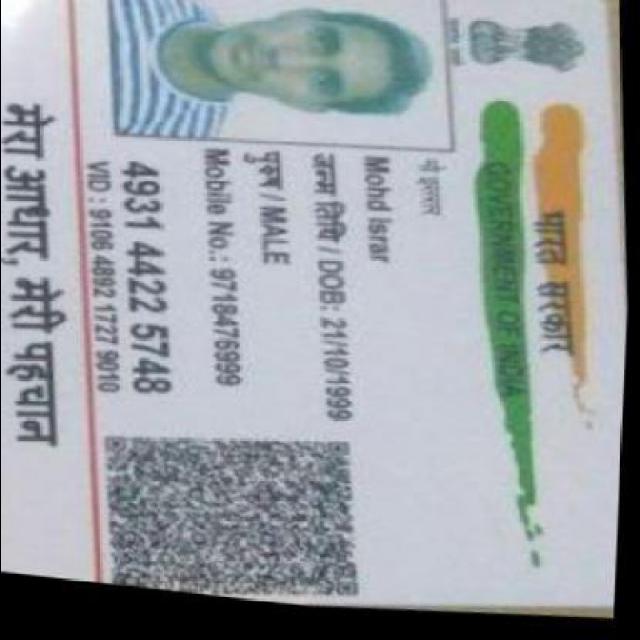 भारत सरकार
GOVERNMENT OF INDIA
मो इसरार
Mohd Israr
जन्म तिथि / DOB: 21/10/1999
पुरुष / MALE
Mobile No.: 9718476999
4931 4422 5748
VID : 9106 4892 1727 9010
मेरा आधार, मेरी पहचान